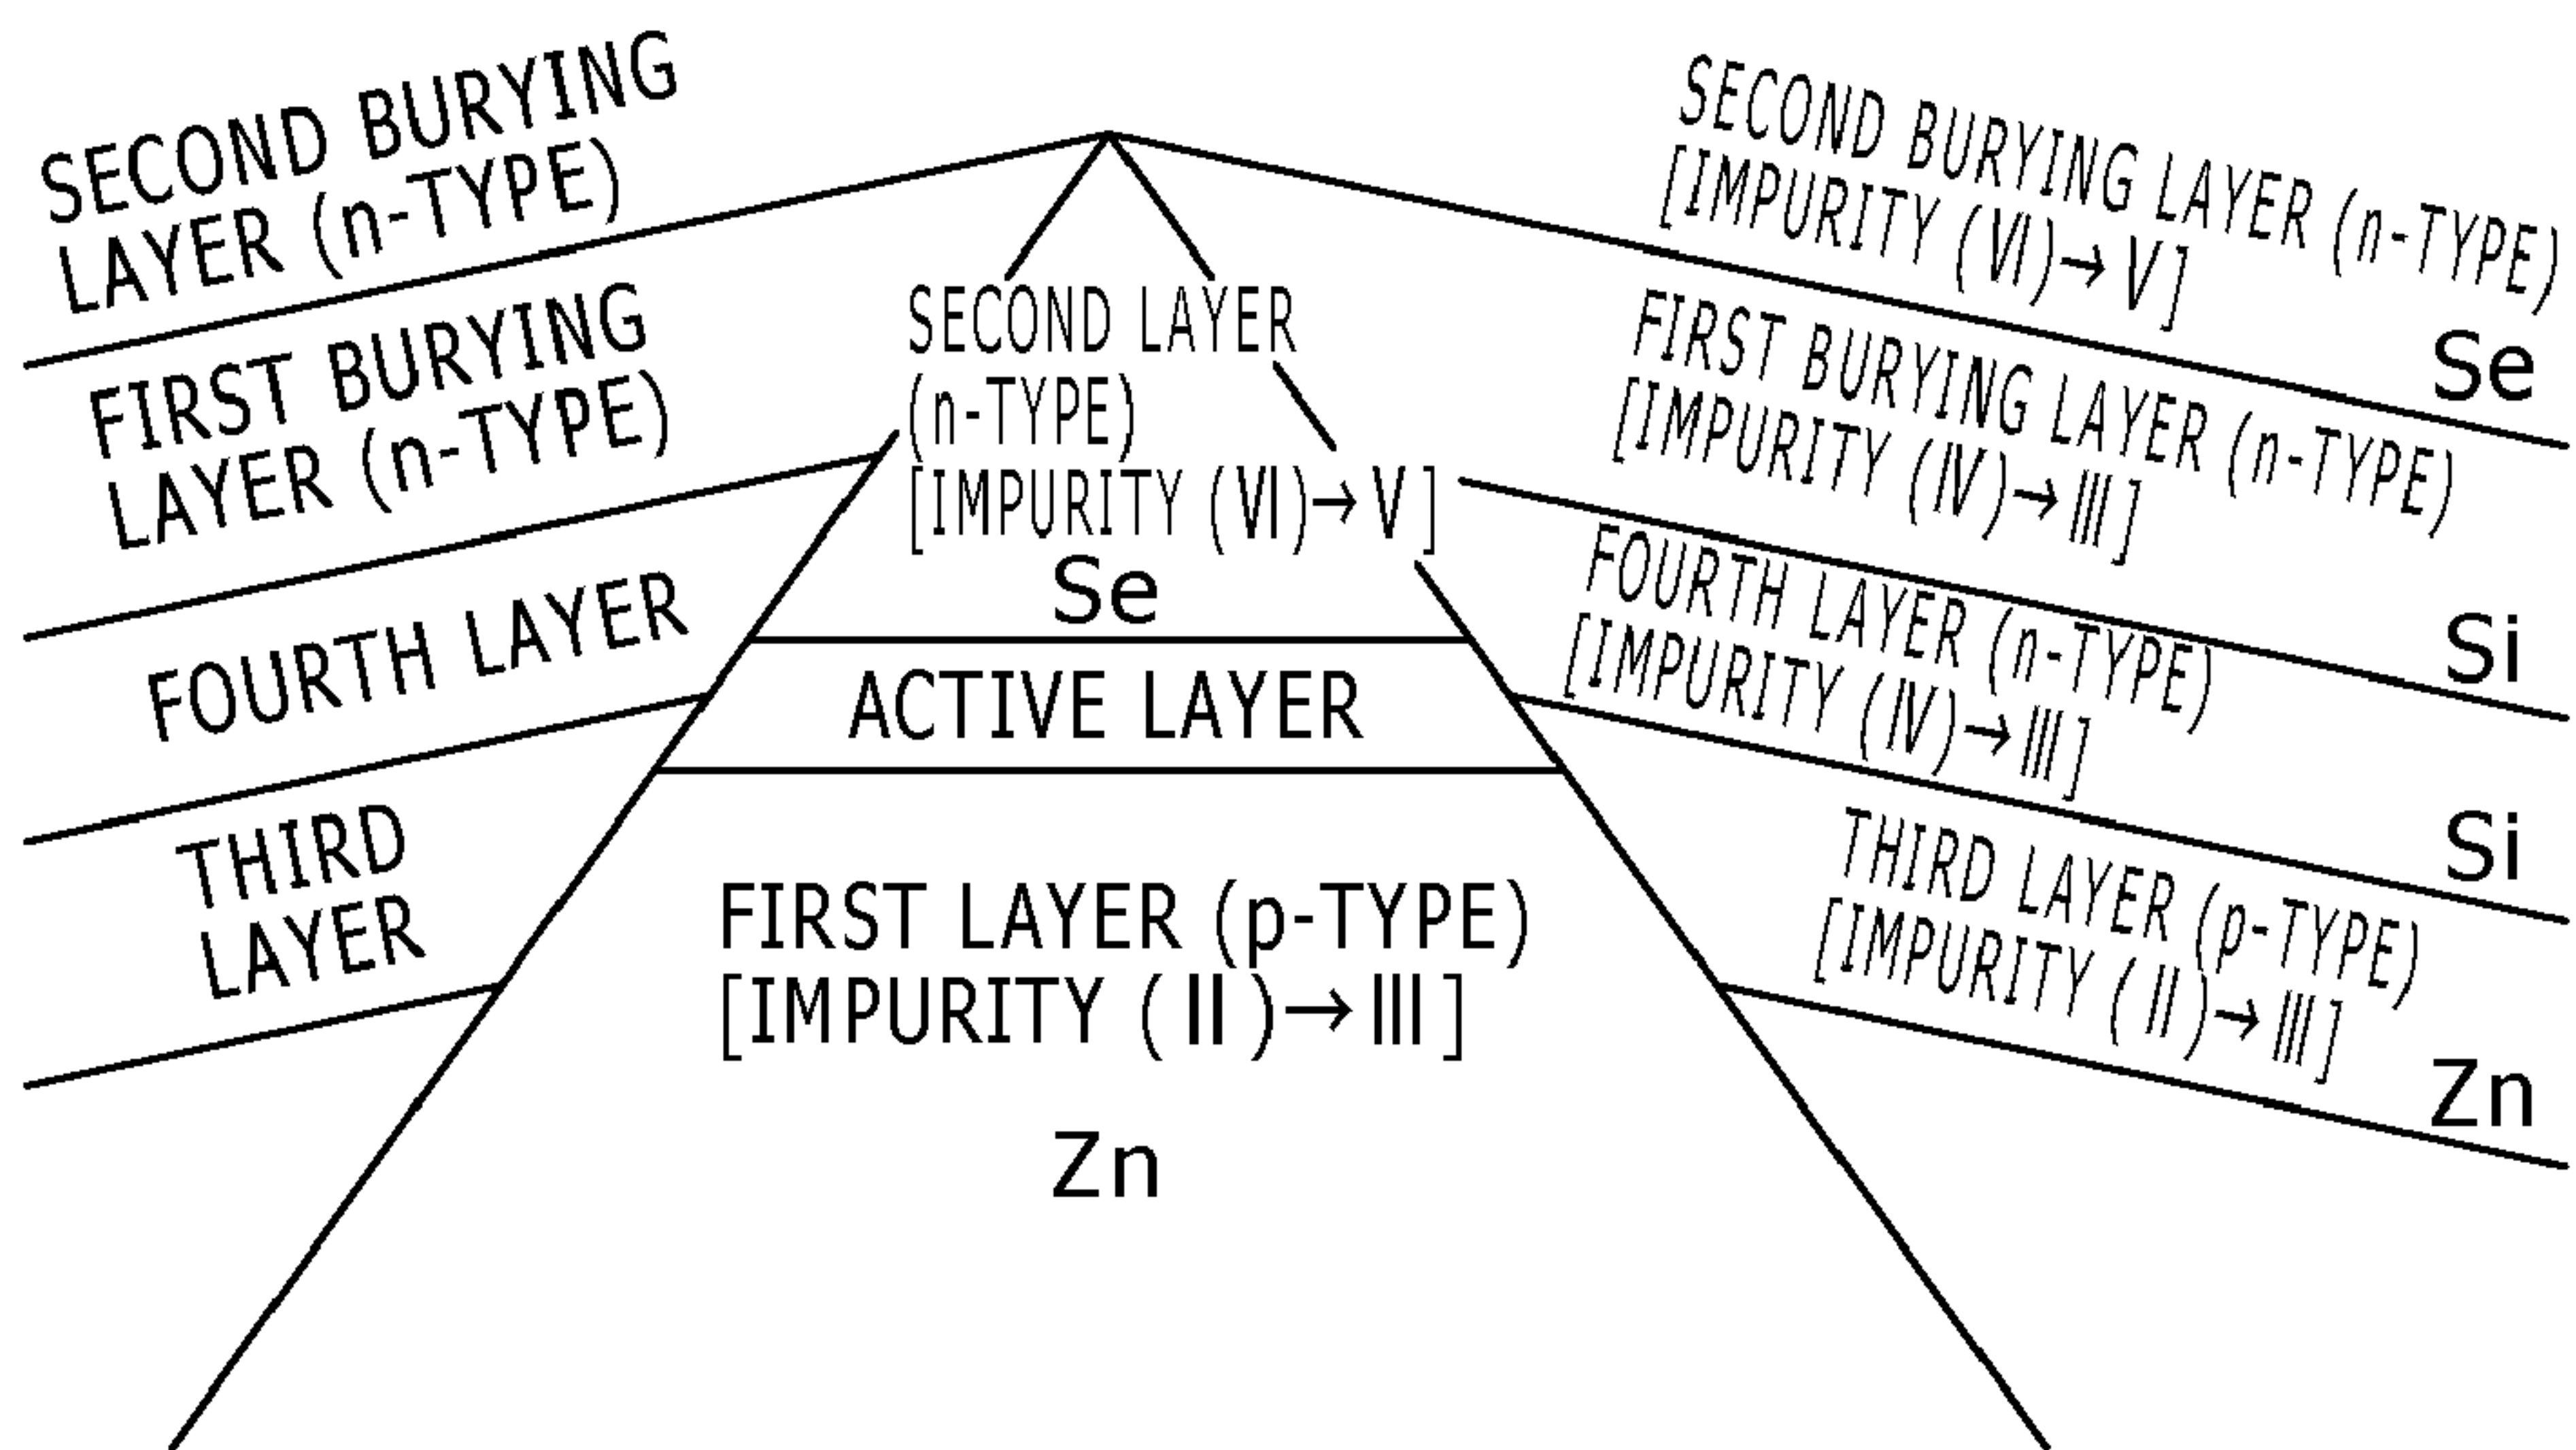 SECOND BURYING
LAYER (n-TYPE)
FIRST BURYING
LAYER (n-TYPE)
FOURTH LAYER
THIRD
LAYER
SECOND LAYER
(n-TYPE)
[IMPURITY (Ⅵ)→Ⅴ]
Se
ACTIVE LAYER
FIRST LAYER (p-TYPE)
[IMPURITY (Ⅱ)→Ⅲ]
Zn
SECOND BURYING LAYER (n-TYPE)
[IMPURITY (Ⅵ)→Ⅴ]
Se
FIRST BURYING LAYER (n-TYPE)
[IMPURITY (Ⅳ)→Ⅲ]
Si
FOURTH LAYER (n-TYPE)
[IMPURITY (Ⅳ)→Ⅲ]
Si
THIRD LAYER (p-TYPE)
[IMPURITY (Ⅱ)→Ⅲ]
Zn